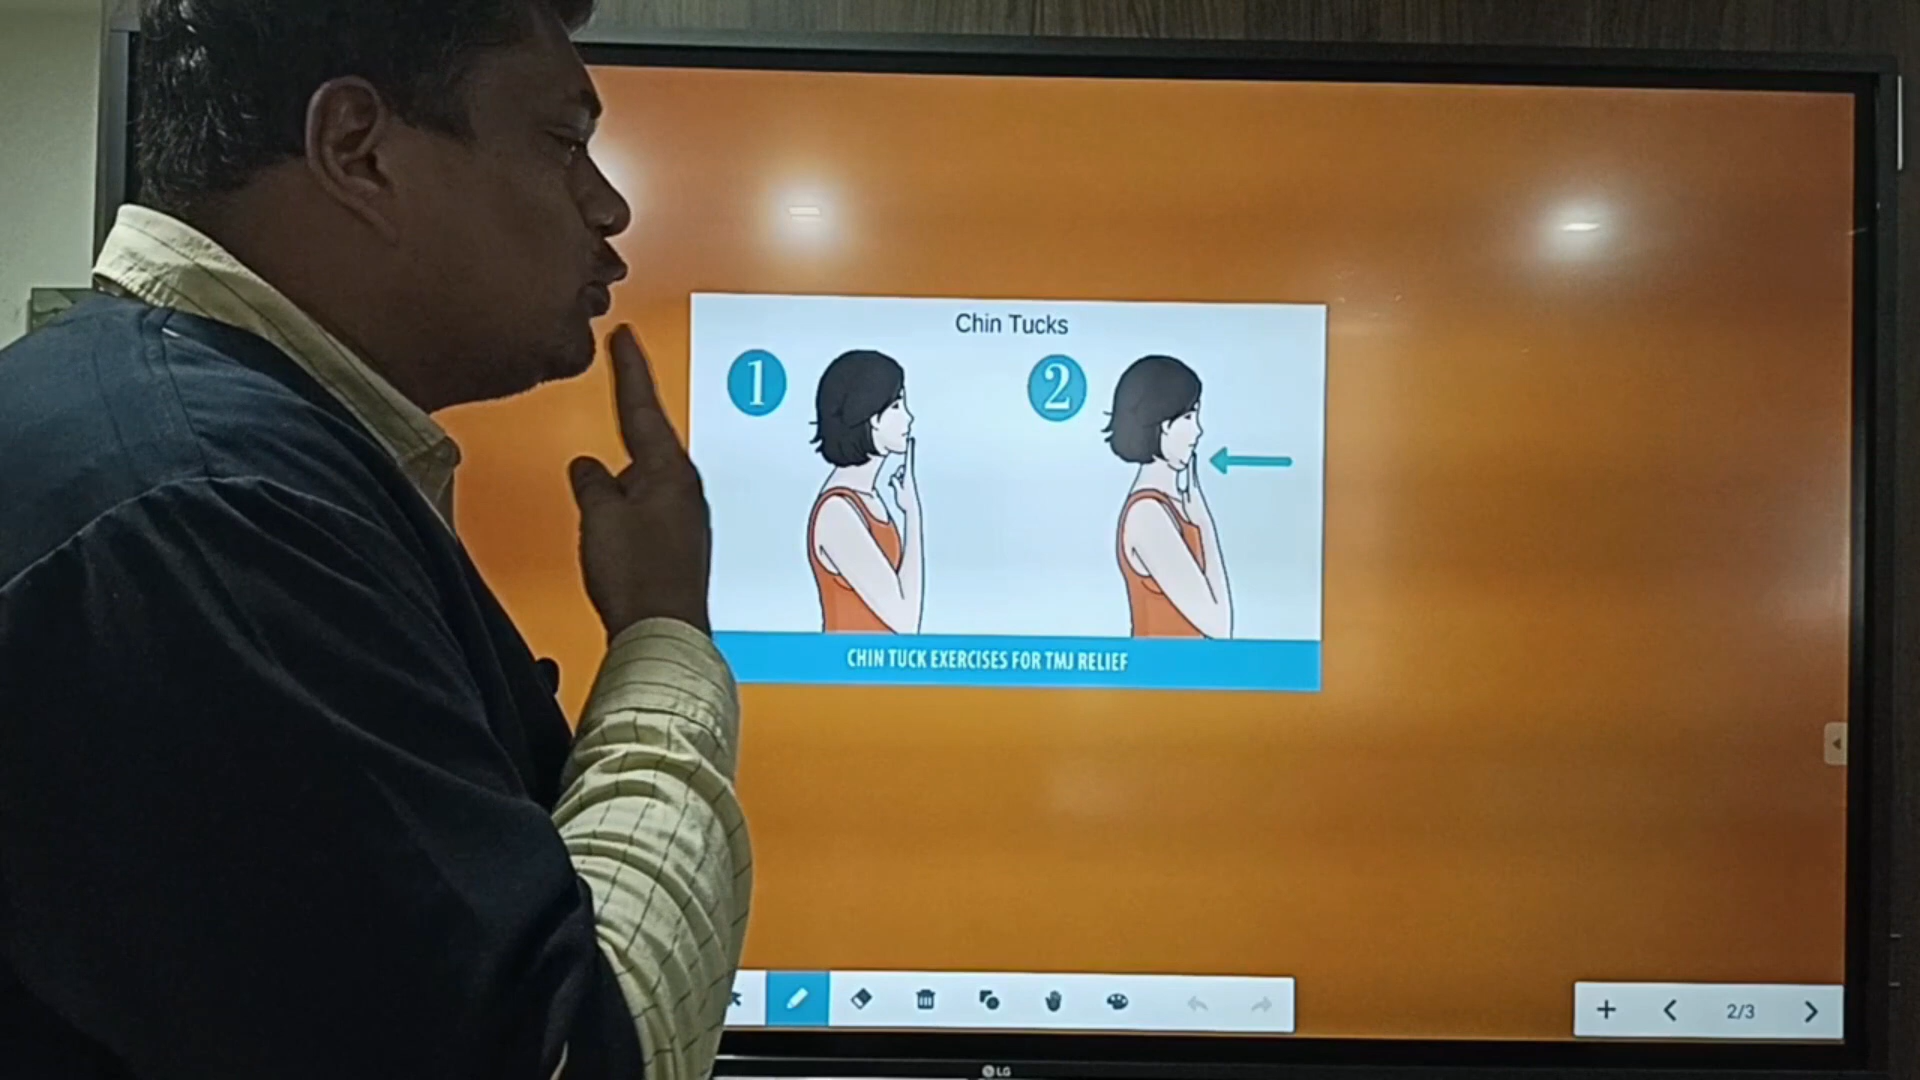 Chin Tucks
1
2
CHIN TUCK EXERCISES FOR TMJ RELIEF
2/3
LG